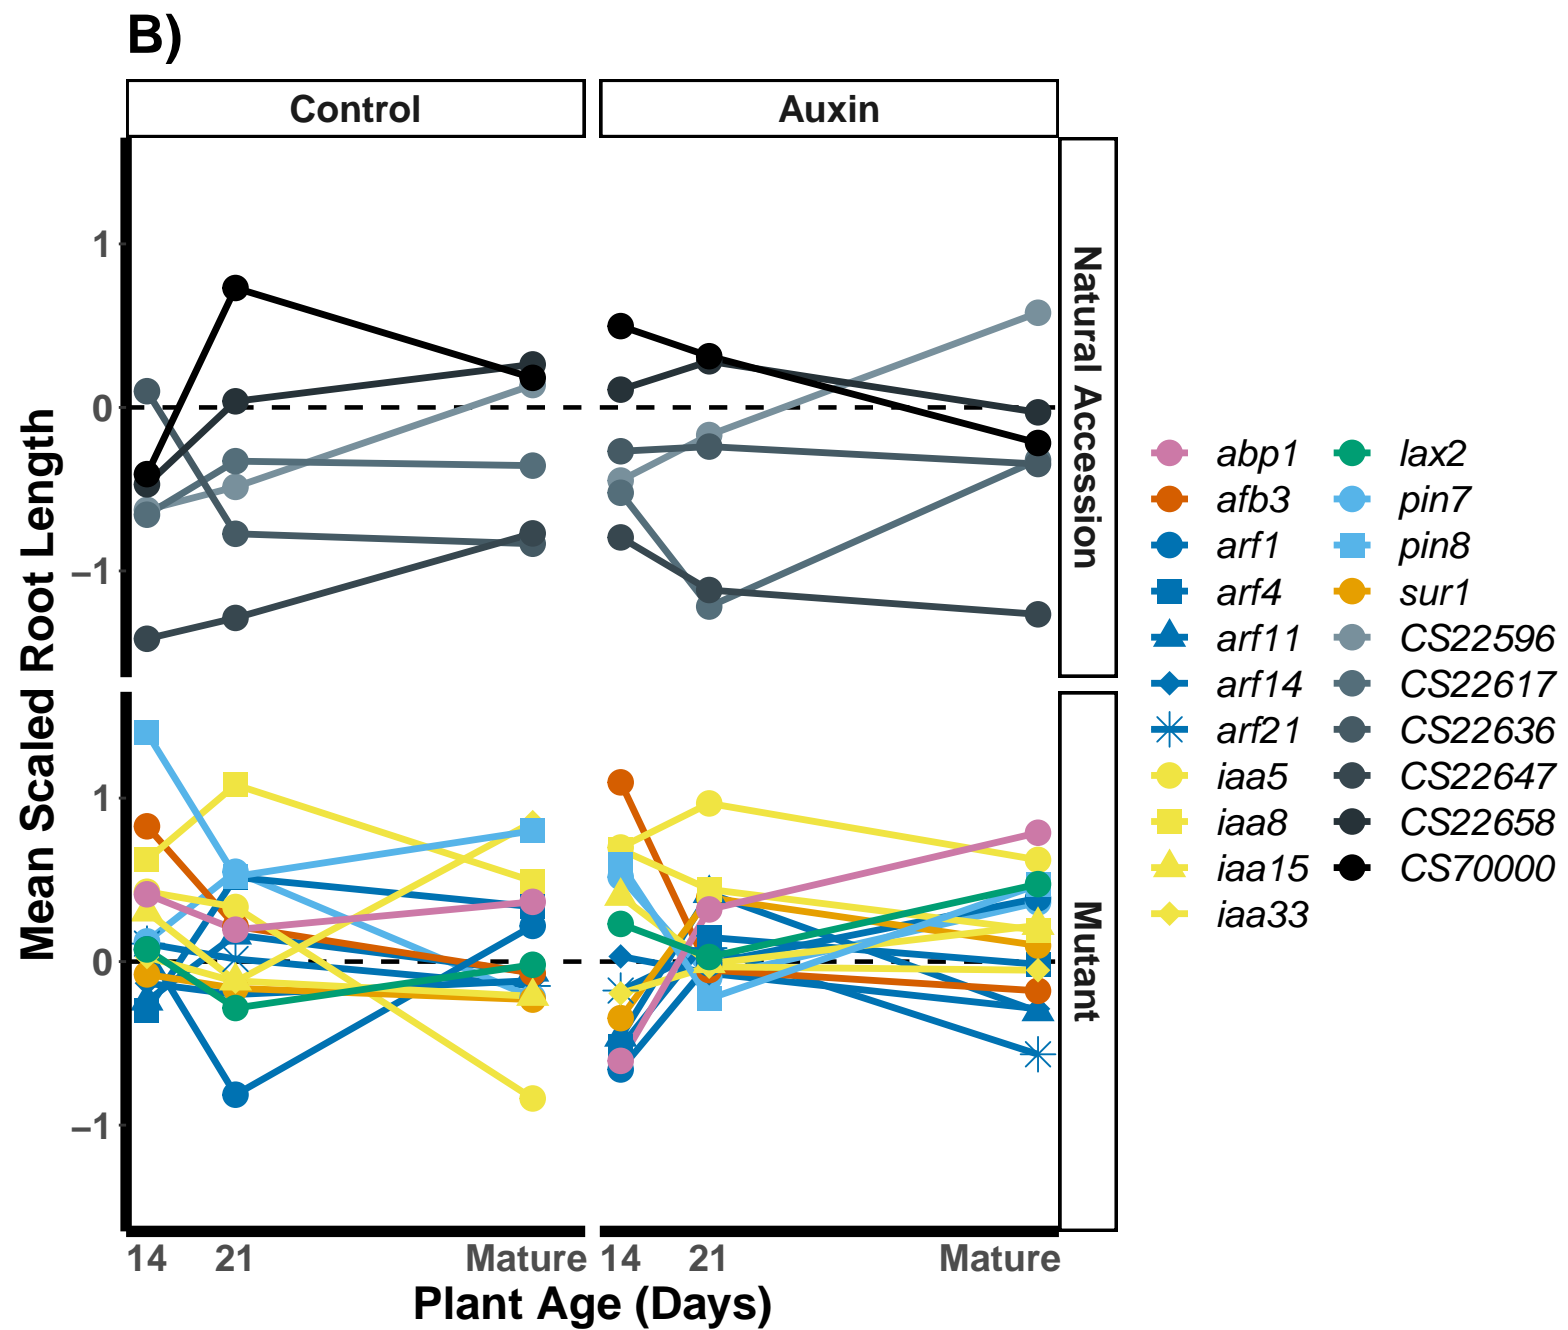 B)
Control
Auxin
Natural Accession
Mutant
Mean Scaled Root Length
1
0
−1
1
0
−1
14
21
Mature
14
21
Mature
Plant Age (Days)
abp1
afb3
arf1
arf4
arf11
arf14
arf21
iaa5
iaa8
iaa15
iaa33
lax2
pin7
pin8
sur1
CS22596
CS22617
CS22636
CS22647
CS22658
CS70000